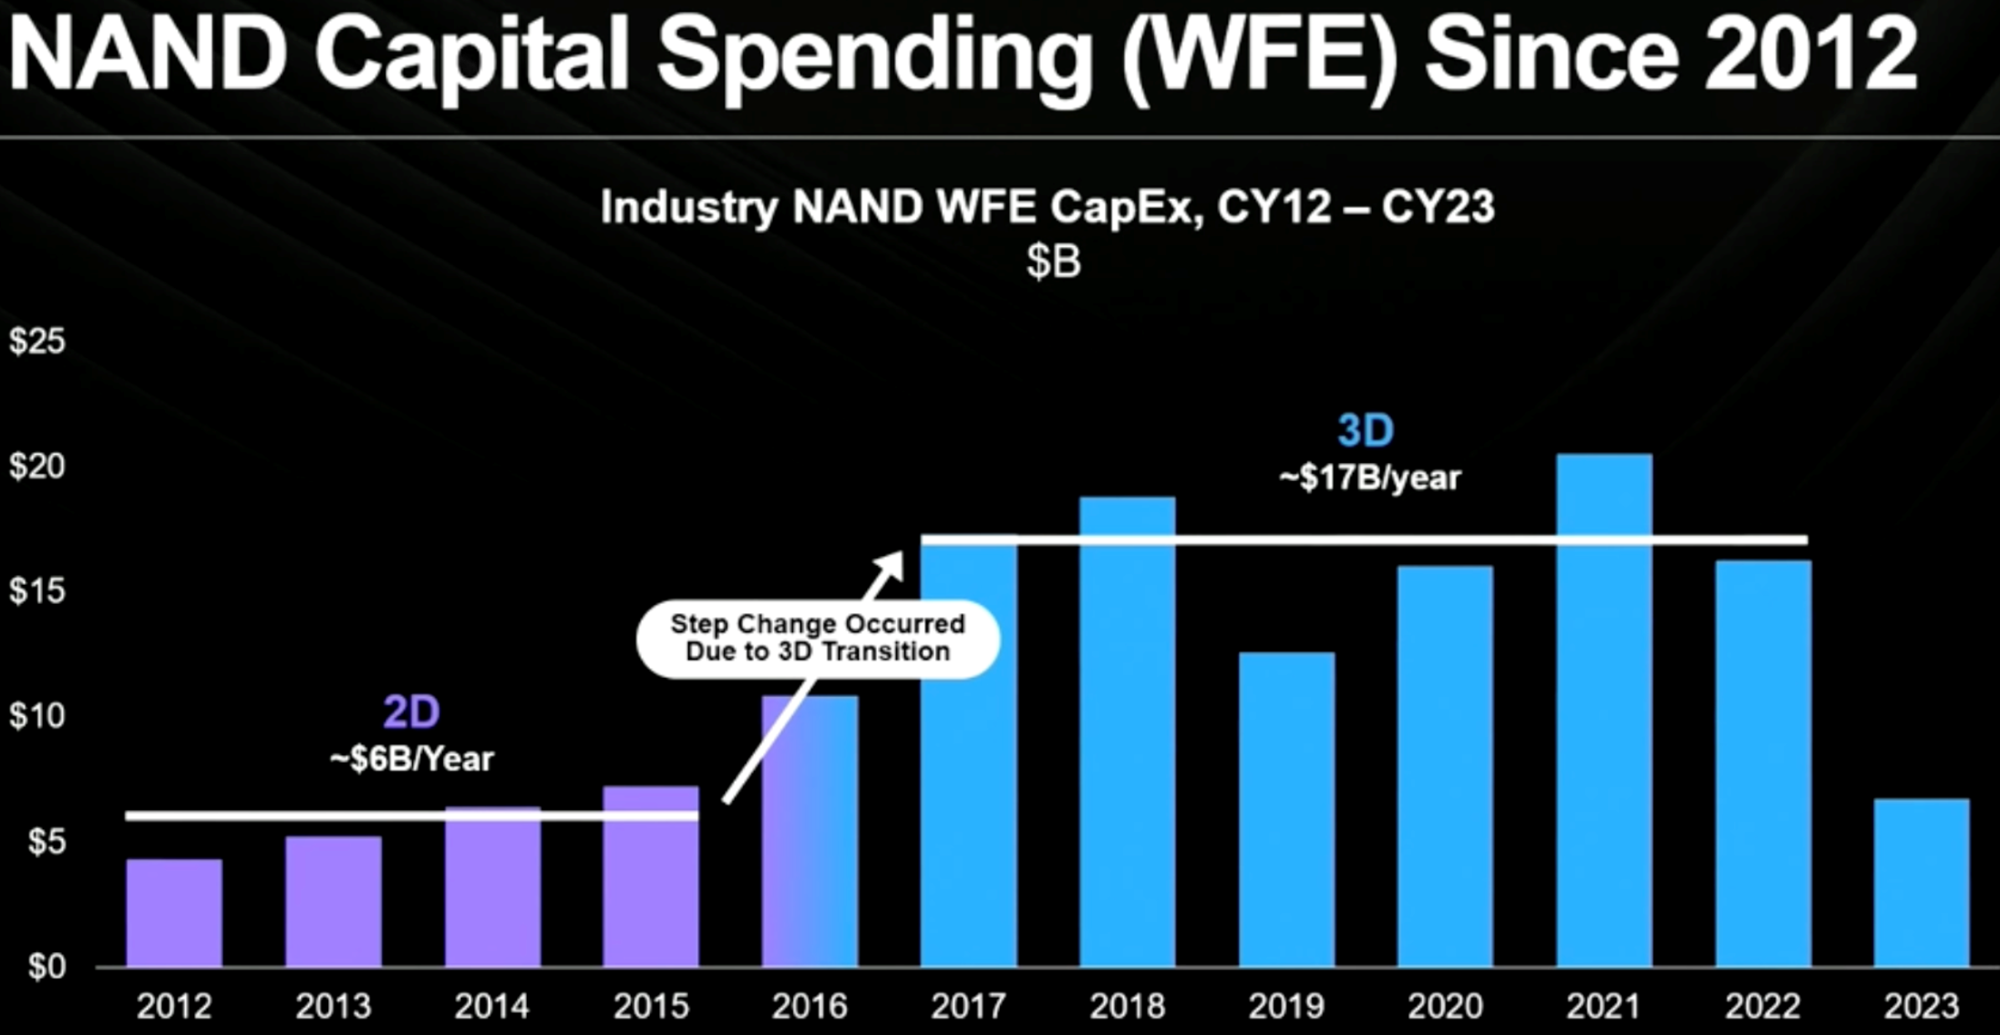 NAND Capital Spending (WFE) Since 2012
Industry NAND WFE CapEx, CY12 – CY23
$B
$25
$20
$15
$10
$5
$0
3D
~$17B/year
Step Change Occurred
Due to 3D Transition
2D
~$6B/Year
2012 2013 2014 2015 2016 2017 2018 2019 2020 2021 2022 2023